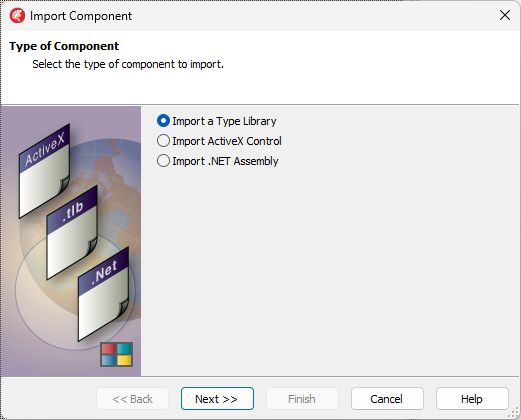 Import Component
Type of Component
Select the type of component to import.
ActiveX
.tlb
.Net
Import a Type Library
Import ActiveX Control
Import .NET Assembly
<< Back
Next >>
Finish
Cancel
Help